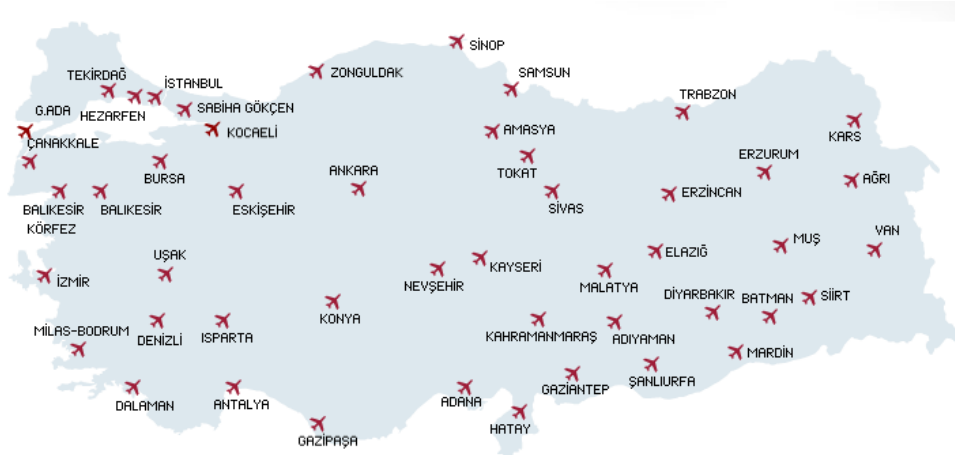 SİNOP
ZONGULDAK
TEKİRDAĞ
İSTANBUL
SAMSUN
TRABZON
G.ADA
HEZARFEN
SABİHA GÖKÇEN
KOCAELİ
AMASYA
KARS
ÇANAKKALE
BURSA
ANKARA
TOKAT
ERZURUM
AĞRI
BALIKESİR
KÖRFEZ
BALIKESİR
ESKİŞEHİR
SİVAS
ERZİNCAN
UŞAK
VAN
MUŞ
ELAZIĞ
KAYSERİ
NEVŞEHİR
İZMİR
MALATYA
DİYARBAKIR
BATMAN
SİİRT
KONYA
MİLAS-BODRUM
DENİZLİ
ISPARTA
KAHRAMANMARAŞ
ADIYAMAN
MARDİN
ŞANLIURFA
GAZİANTEP
DALAMAN
ANTALYA
ADANA
HATAY
GAZİPAŞA